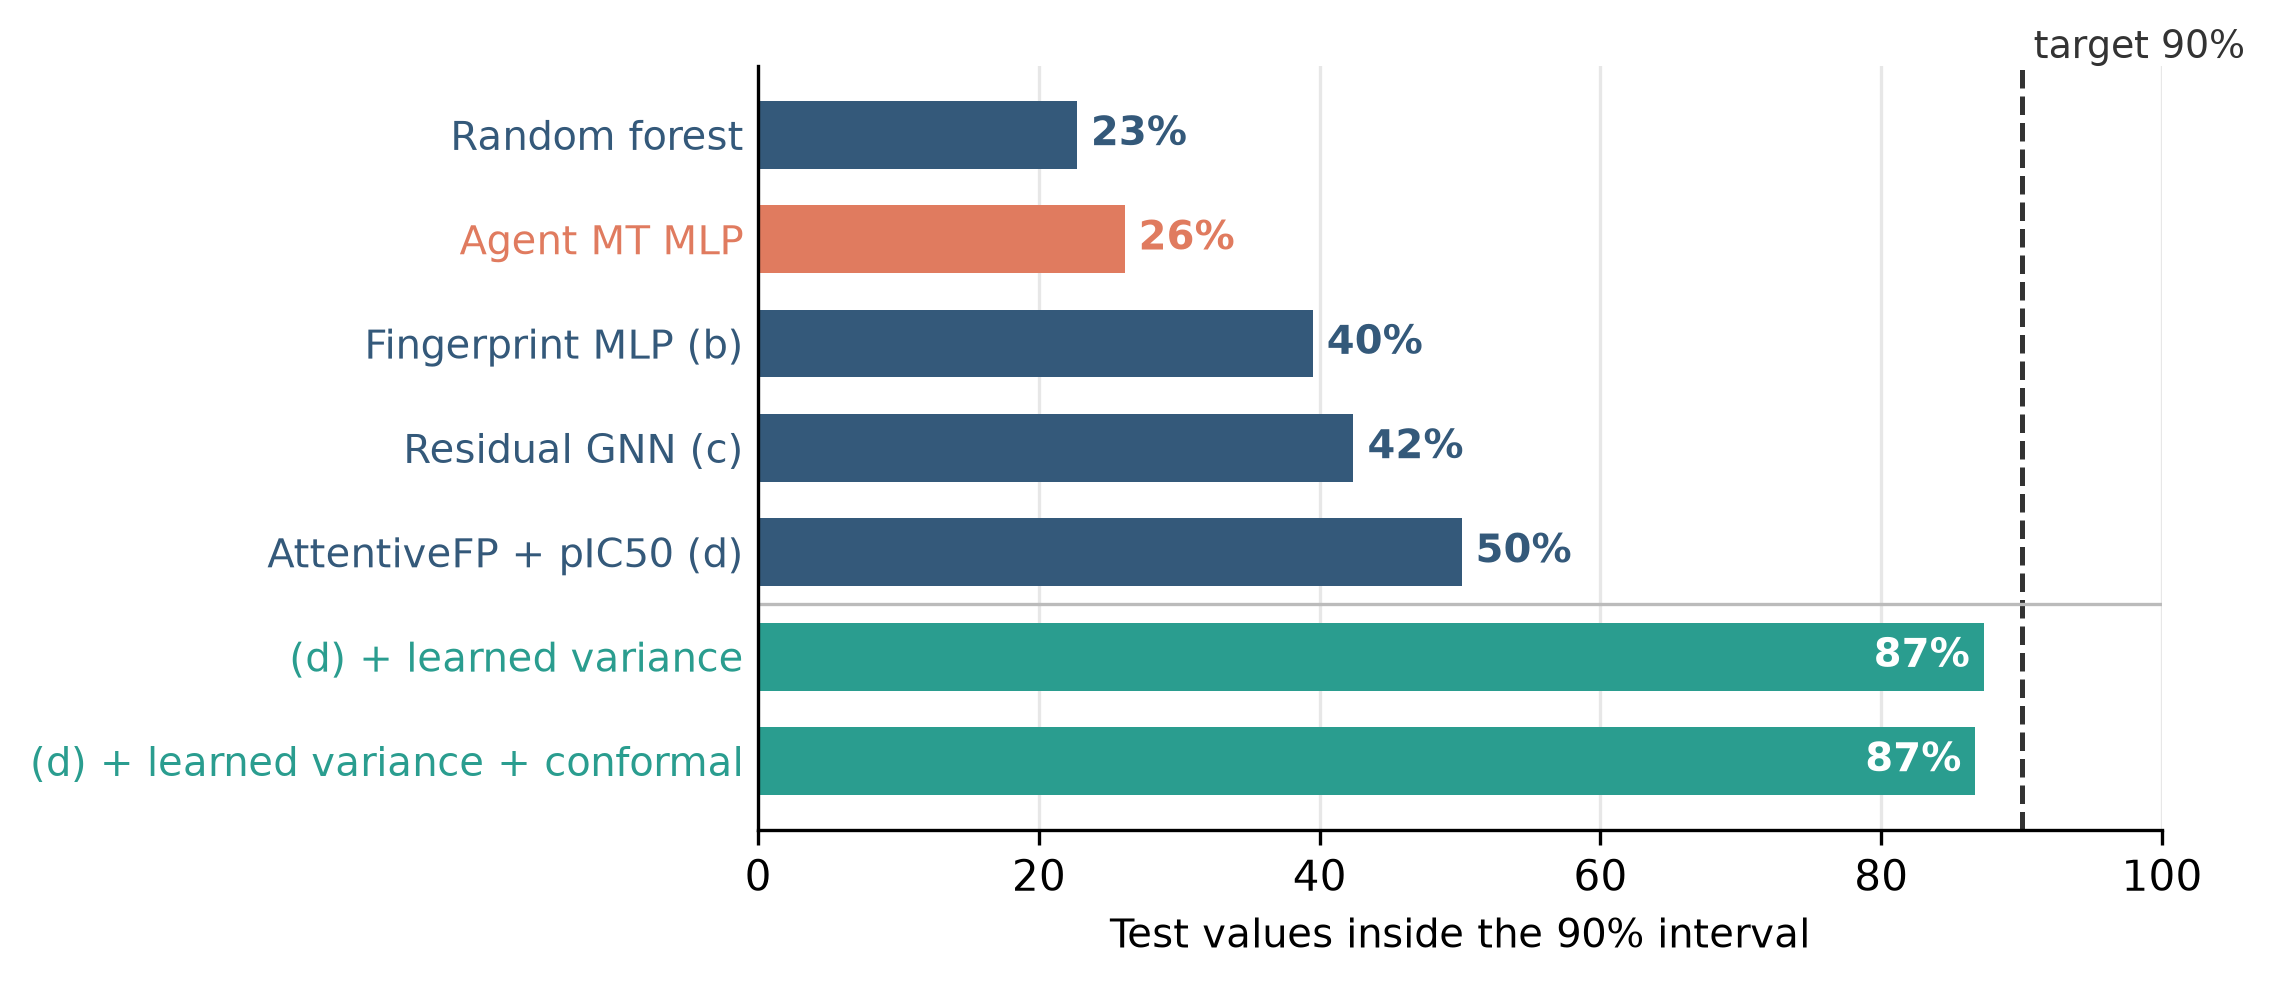 target 90%
Random forest 23%
Agent MT MLP 26%
Fingerprint MLP (b) 40%
Residual GNN (c) 42%
AttentiveFP + pIC50 (d) 50%
(d) + learned variance 87%
(d) + learned variance + conformal 87%
0 20 40 60 80 100
Test values inside the 90% interval